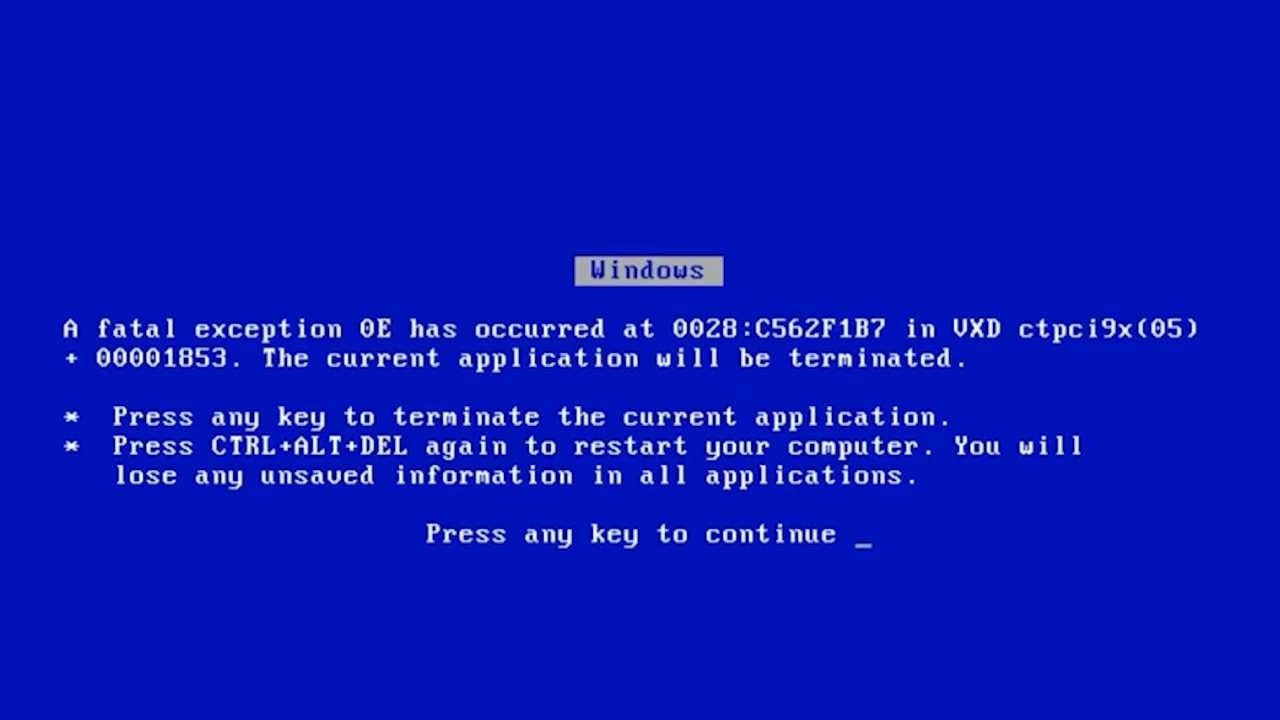 Windows
A fatal exception 0E has occurred at 0028:C562F1B7 in VXD ctpci9x(05)
+ 00001853. The current application will be terminated.
* Press any key to terminate the current application.
* Press CTRL+ALT+DEL again to restart your computer. You will
lose any unsaved information in all applications.
Press any key to continue _